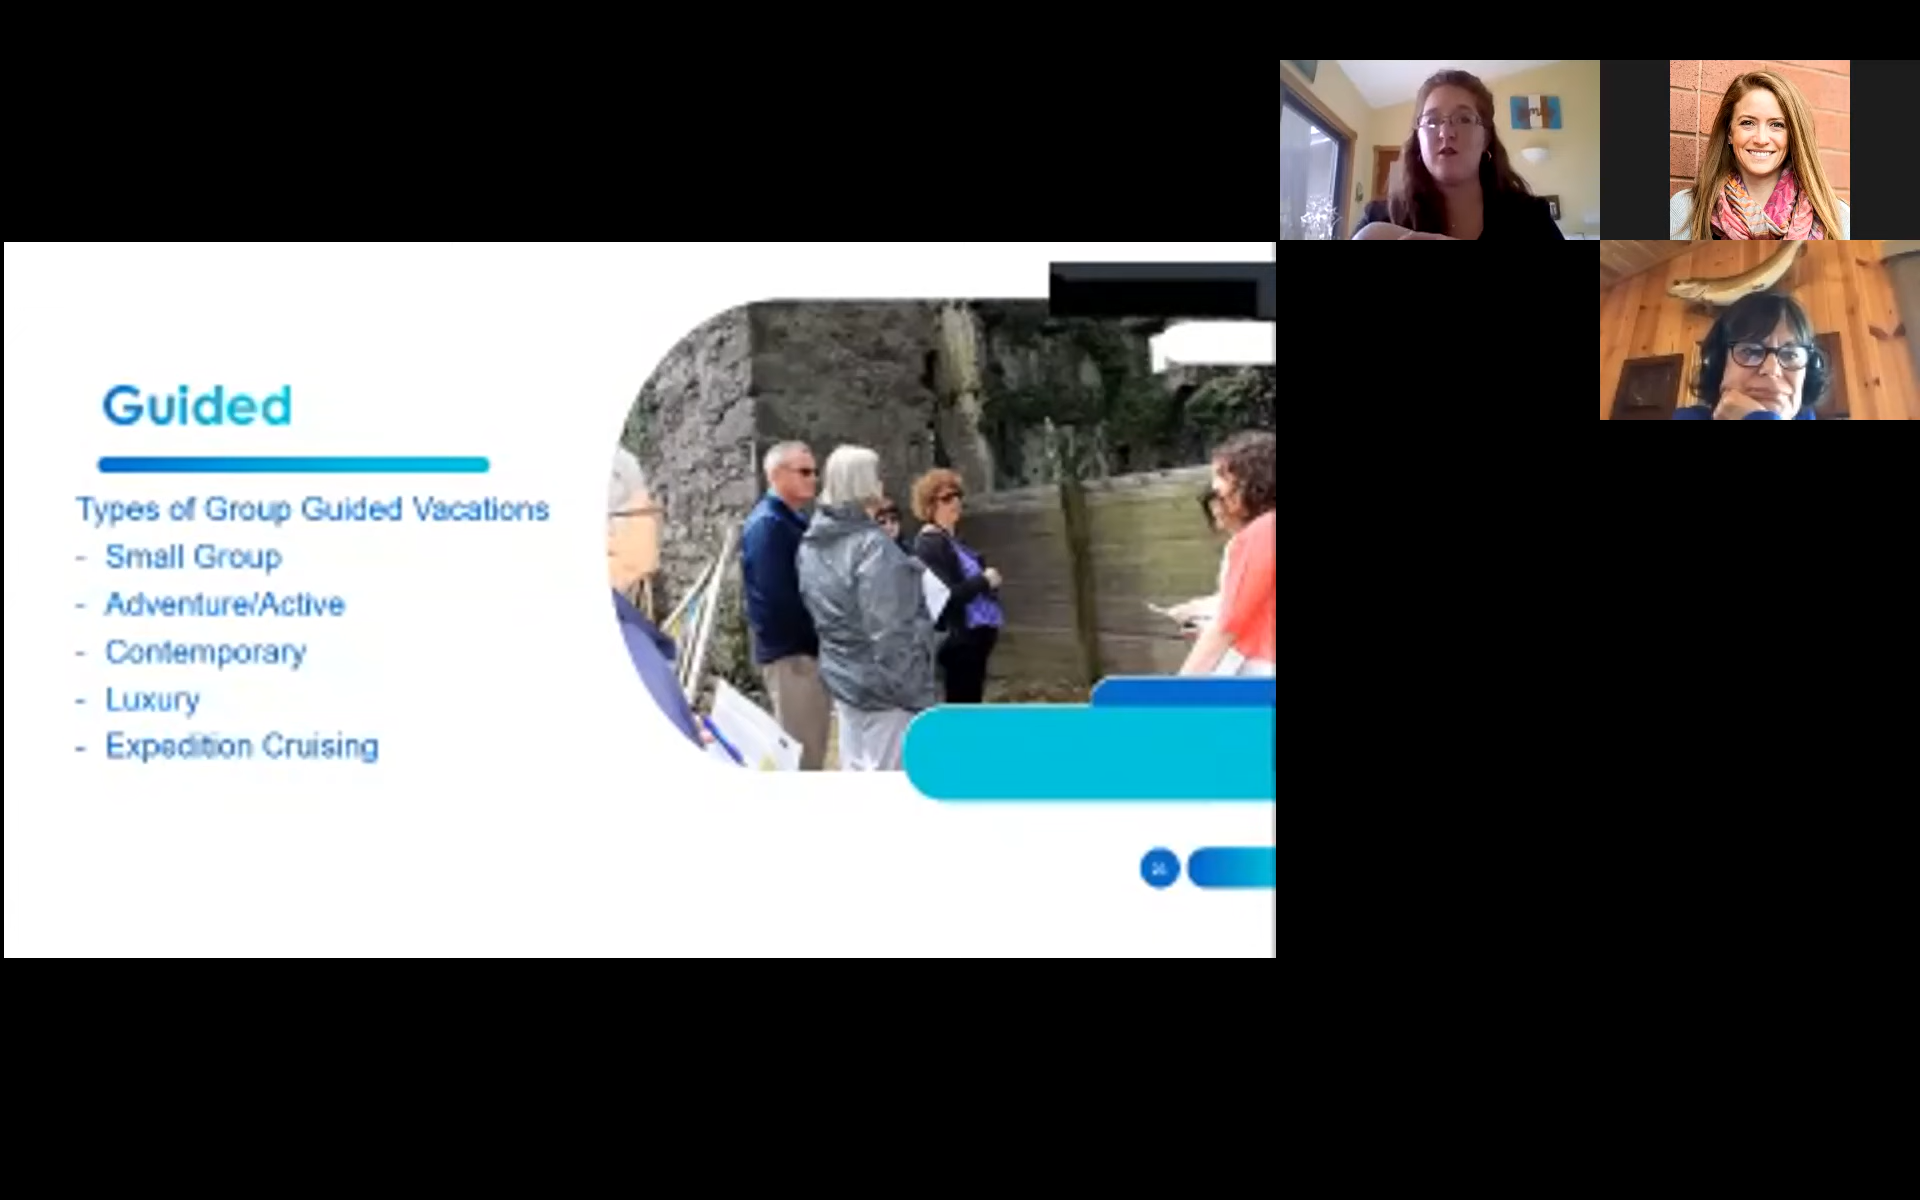 Guided
Types of Group Guided Vacations
- Small Group
- Adventure/Active
- Contemporary
- Luxury
- Expedition Cruising